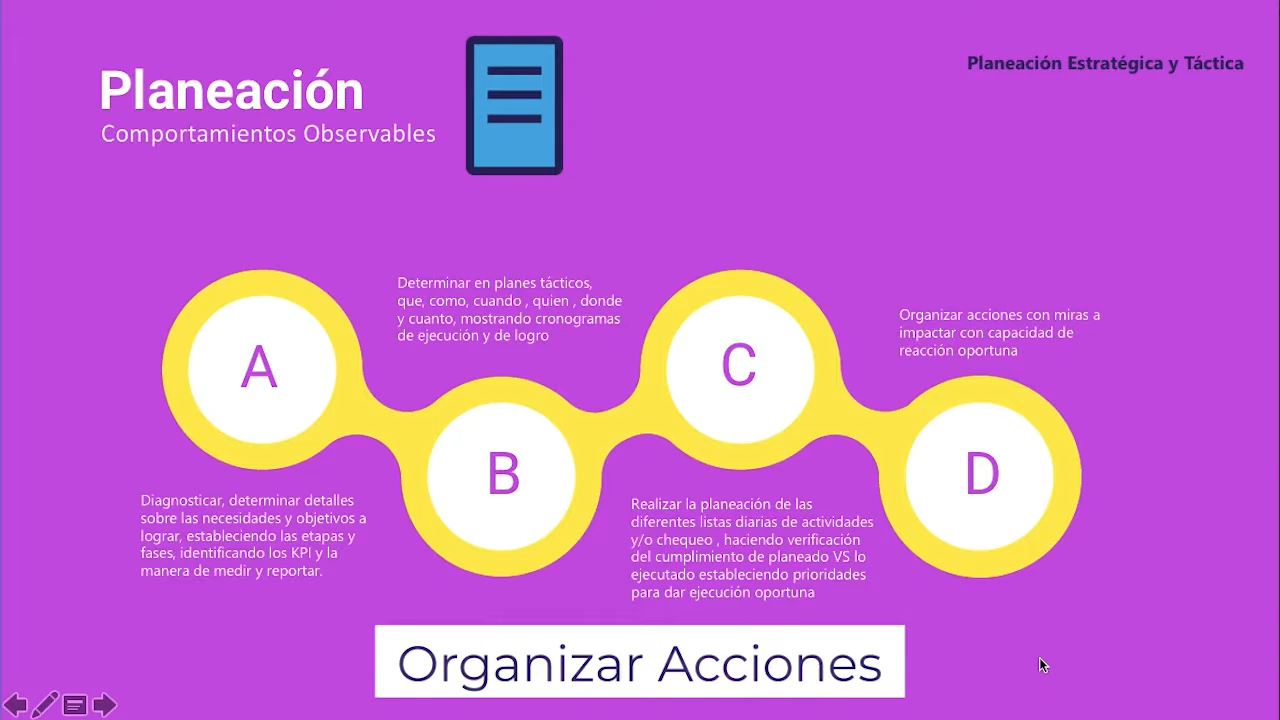 Planeación
Comportamientos Observables
Planeación Estratégica y Táctica
A
Diagnosticar, determinar detalles
sobre las necesidades y objetivos a
lograr, estableciendo las etapas y
fases, identificando los KPI y la
manera de medir y reportar.
Determinar en planes tácticos,
que, como, cuando , quien , donde
y cuanto, mostrando cronogramas
de ejecución y de logro
B
C
Realizar la planeación de las
diferentes listas diarias de actividades
y/o chequeo , haciendo verificación
del cumplimiento de planeado VS lo
ejecutado estableciendo prioridades
para dar ejecución oportuna
Organizar acciones con miras a
impactar con capacidad de
reacción oportuna
D
Organizar Acciones